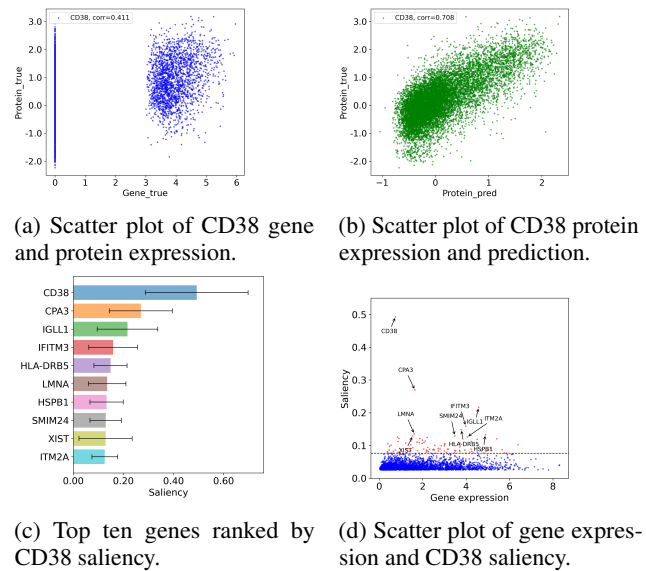 CD38, corr=0.411
3.0
2.0
1.0
0.0
-1.0
-2.0
Protein_true
0 1 2 3 4 5 6
Gene_true
CD38, corr=0.708
3.0
2.0
1.0
0.0
-1.0
-2.0
Protein_true
−1 0 1 2
Protein_pred
(a) Scatter plot of CD38 gene
and protein expression.
(b) Scatter plot of CD38 protein
expression and prediction.
CD38
CPA3
IGLL1
IFITM3
HLA-DRB5
LMNA
HSPB1
SMIM24
XIST
ITM2A
0.00 0.20 0.40 0.60
Saliency
0.5
0.4
0.3
0.2
0.1
0.0
Saliency
CD38
CPA3
IFITM3
LMNA
SMIM24
ITM2A
IGLL1
HLA-DRB5
XIST
HSPB1
0 2 4 6 8
Gene expression
(c) Top ten genes ranked by
CD38 saliency.
(d) Scatter plot of gene expres-
sion and CD38 saliency.